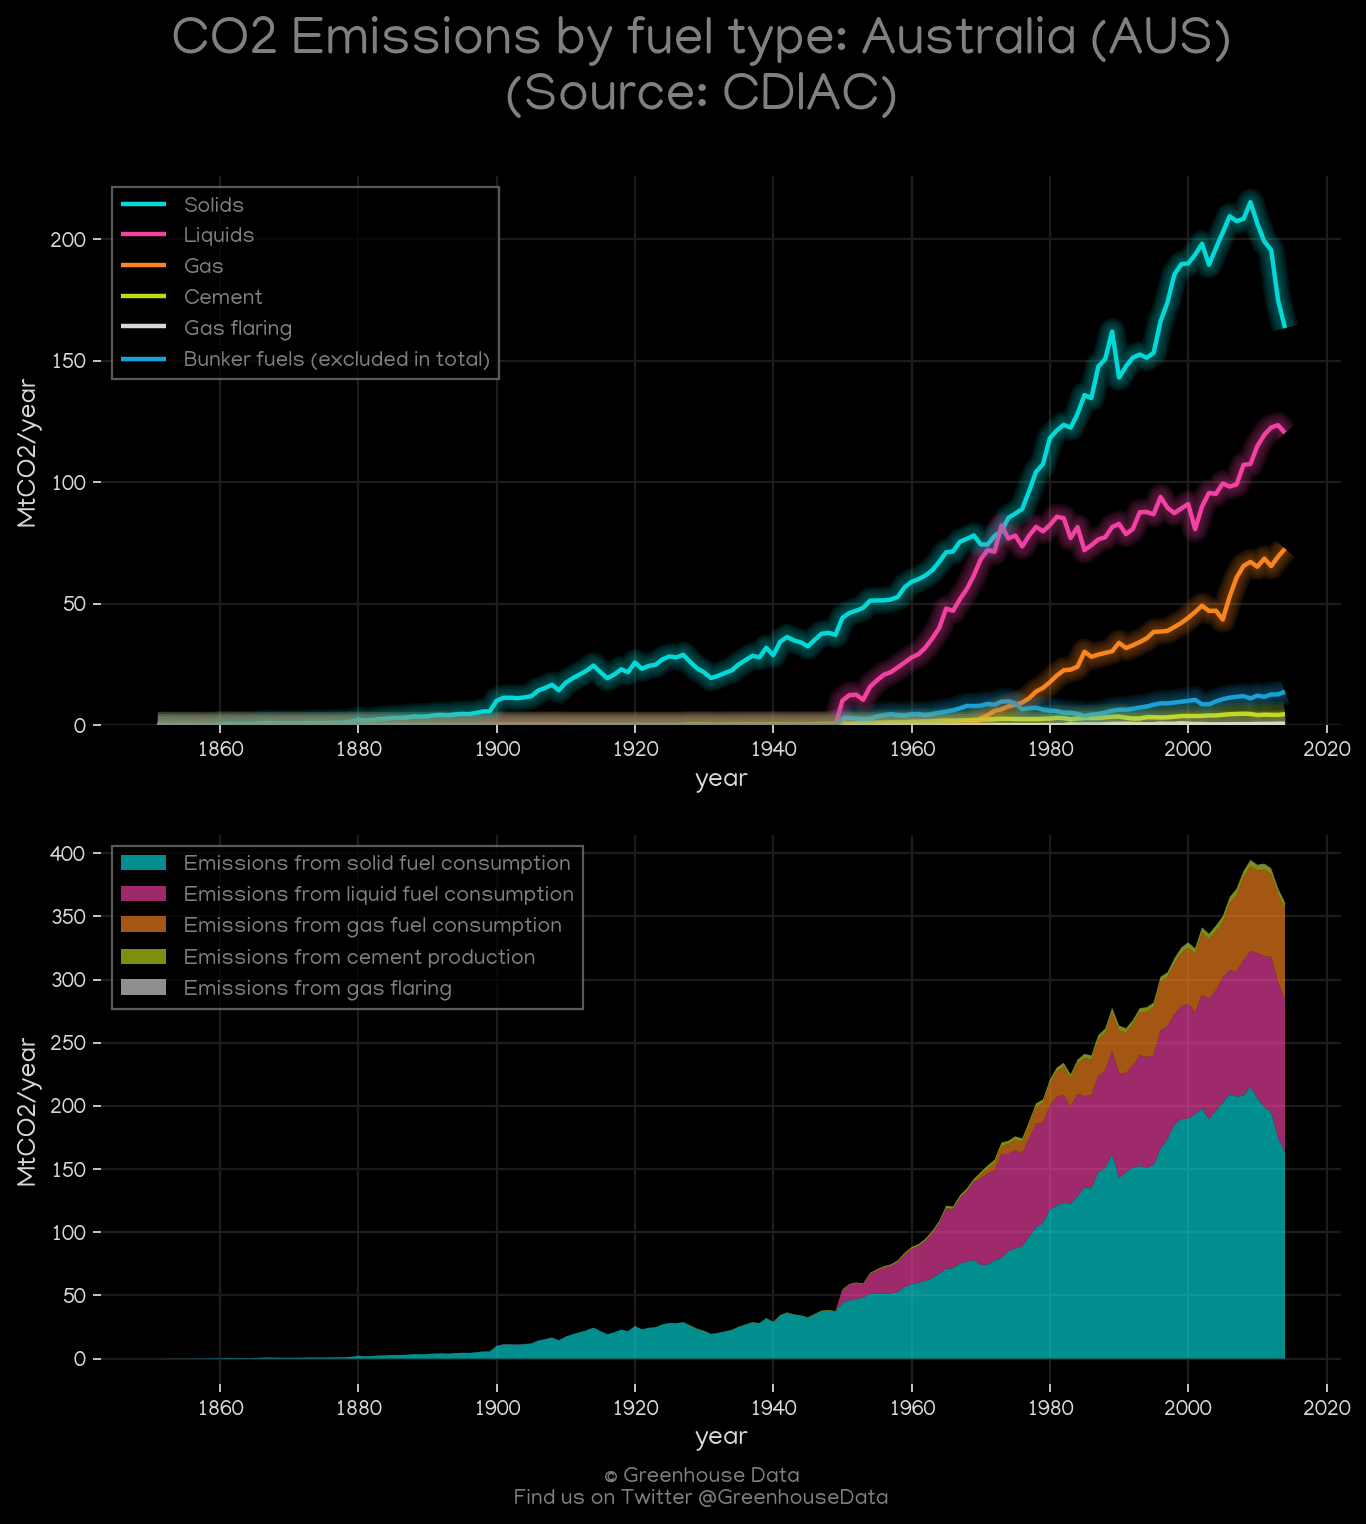 CO2 Emissions by fuel type: Australia (AUS)
(Source: CDIAC)
Solids
Liquids
Gas
Cement
Gas flaring
Bunker fuels (excluded in total)
MtCO2/year
200
150
100
50
0
1860 1880 1900 1920 1940 1960 1980 2000 2020
year
Emissions from solid fuel consumption
Emissions from liquid fuel consumption
Emissions from gas fuel consumption
Emissions from cement production
Emissions from gas flaring
MtCO2/year
400
350
300
250
200
150
100
50
0
1860 1880 1900 1920 1940 1960 1980 2000 2020
year
© Greenhouse Data
Find us on Twitter @GreenhouseData